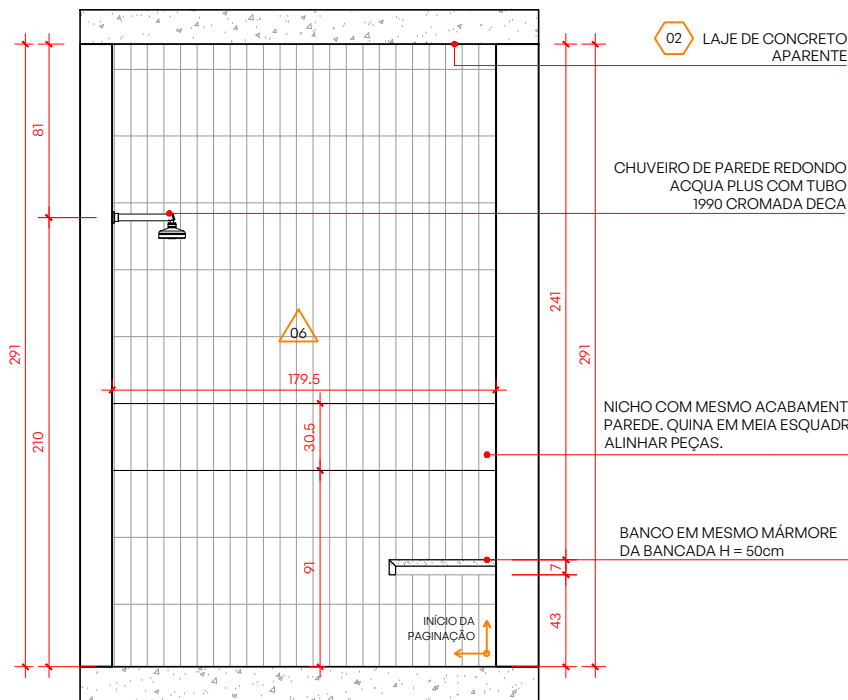 02 LAJE DE CONCRETO
APARENTE
81
CHUVEIRO DE PAREDE REDONDO
ACQUA PLUS COM TUBO
1990 CROMADA DECA
241
06
291
291
179.5
NICHO COM MESMO ACABAMENT
PAREDE. QUINA EM MEIA ESQUADR
ALINHAR PEÇAS.
30.5
210
BANCO EM MESMO MÁRMORE
DA BANCADA H = 50cm
91
7
43
INÍCIO DA
PAGINAÇÃO